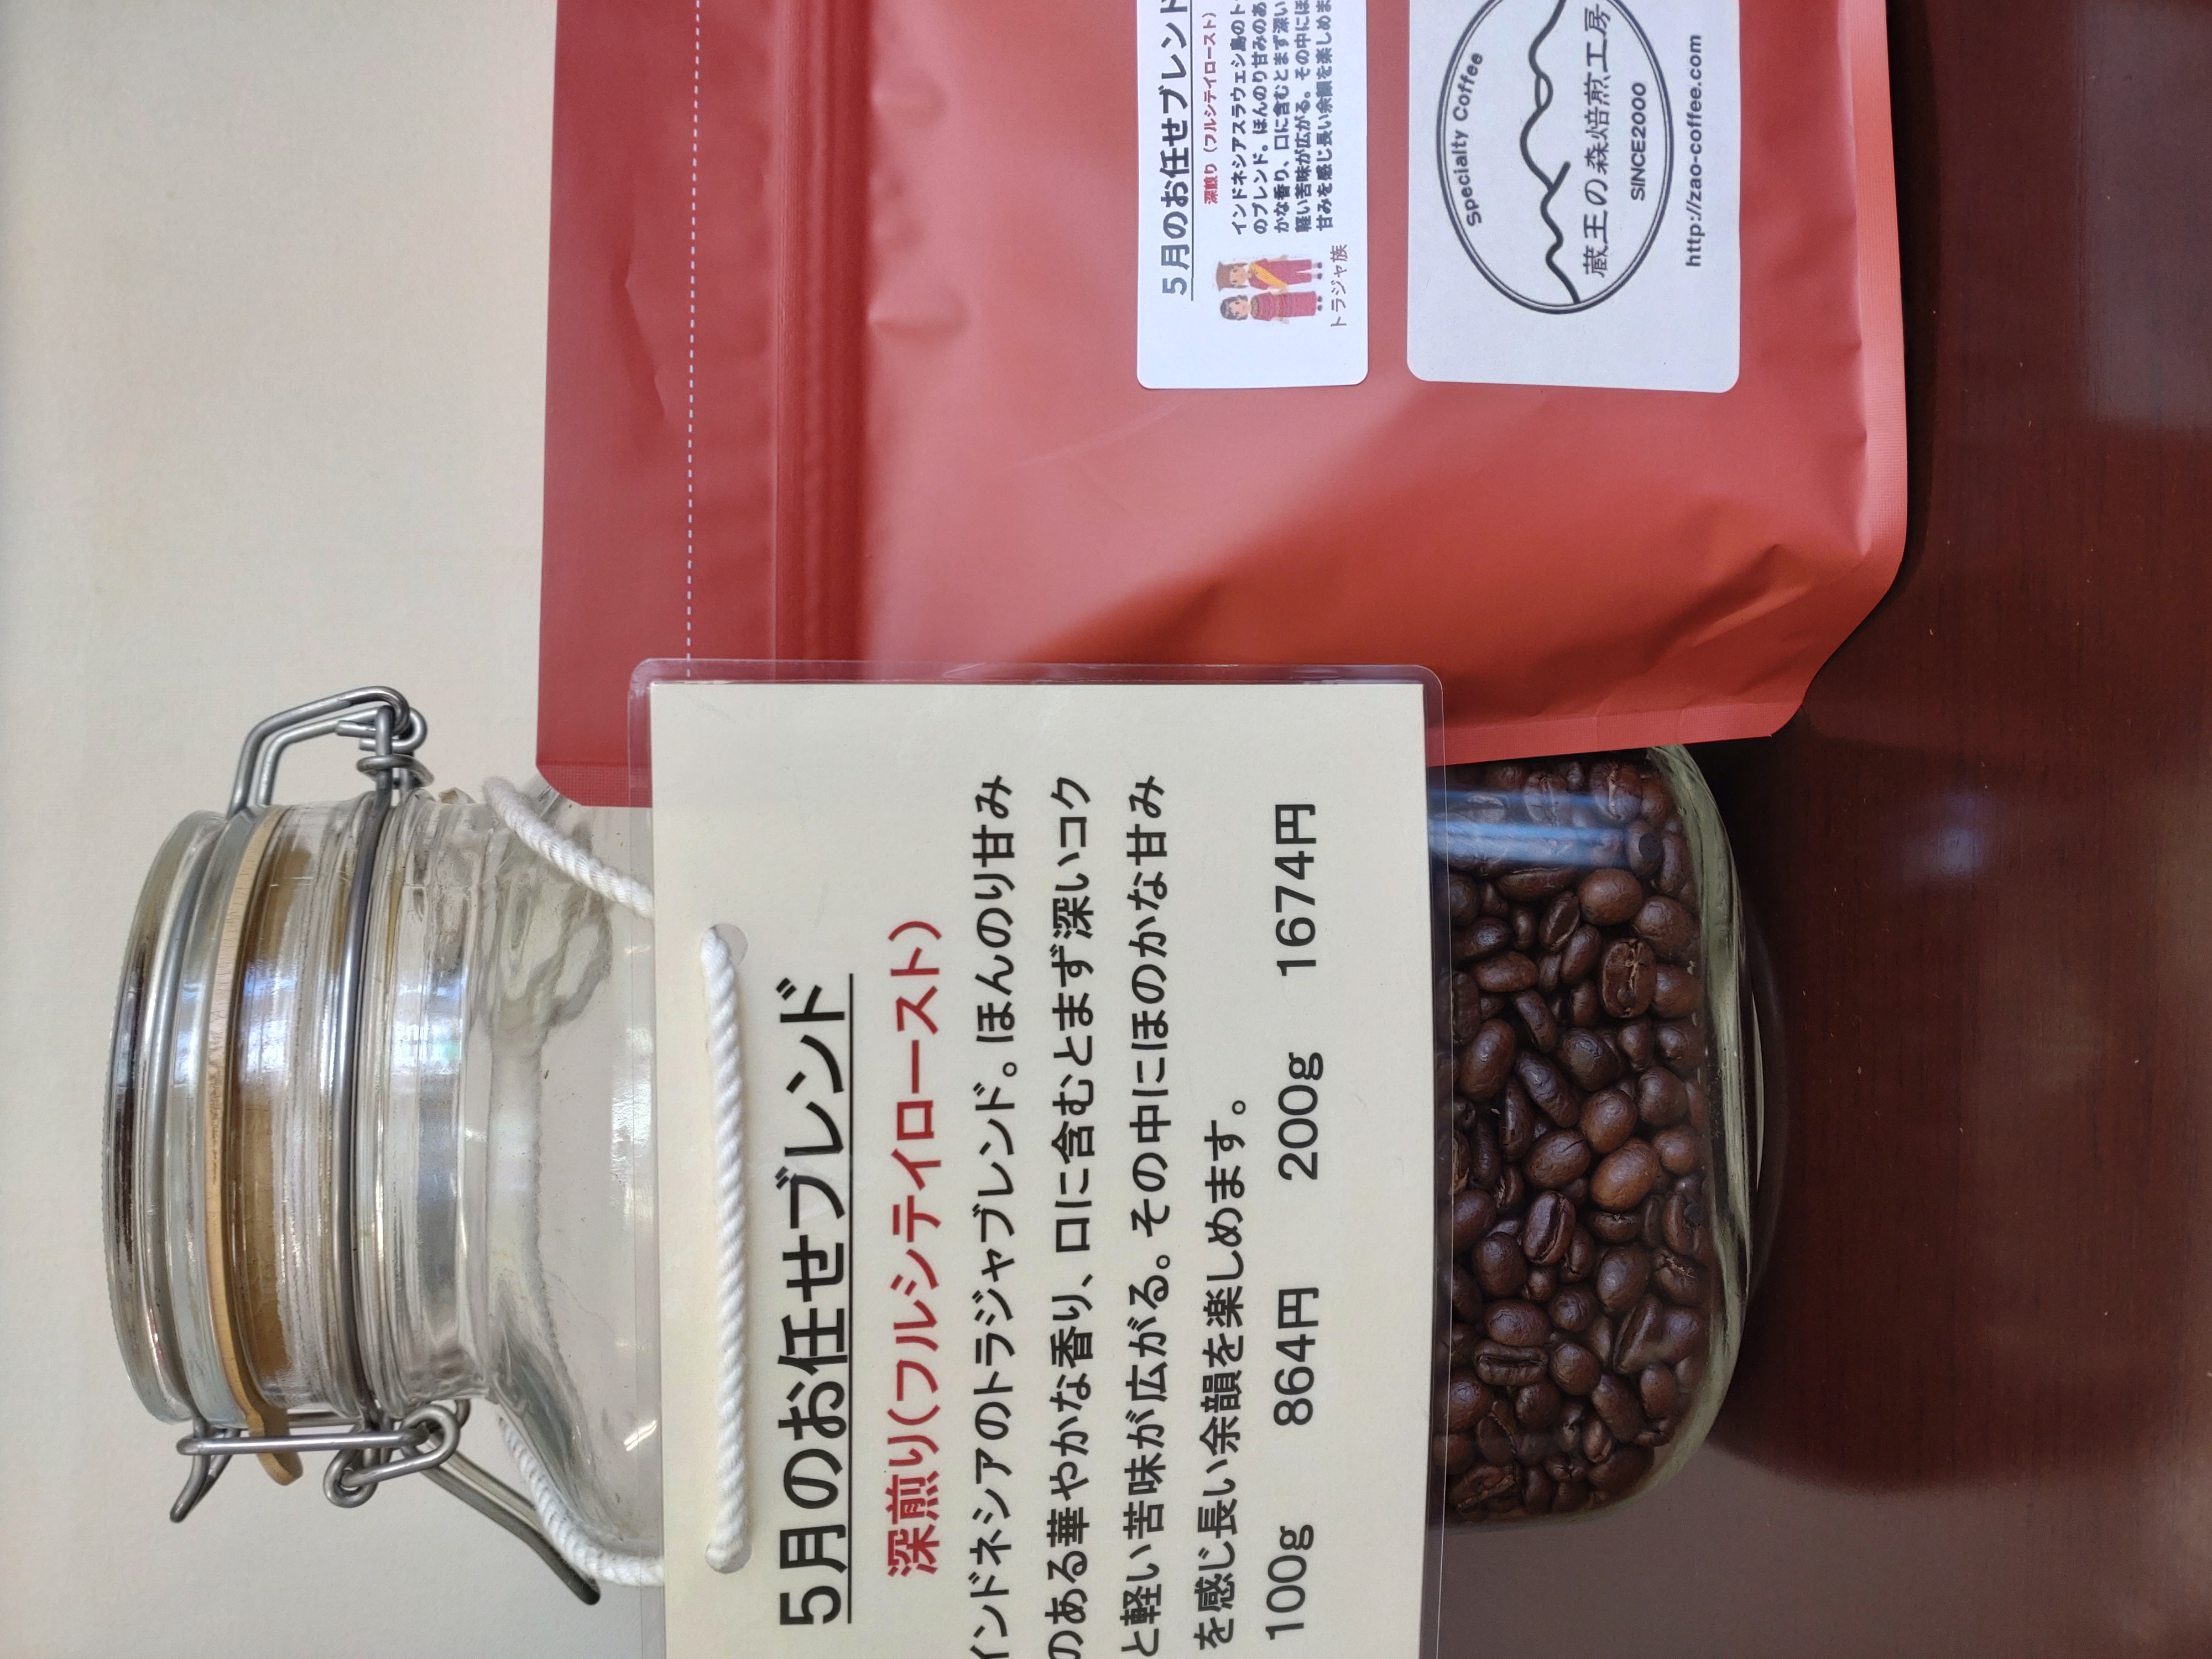 5月のお任せブレンド
深煎り(フルシティロースト)
インドネシアのトラジャブレンド。ほんのり甘み
のある華やかな香り、口に含むとまず深いコク
と軽い苦味が広がる。その中にほのかな甘み
を感じ長い余韻を楽しめます。
100g 864円 200g 1674円
5月のお任せブレンド
深煎り(フルシティロースト)
インドネシアスラウェシ島のト
のブレンド。ほんのり甘みのあ
かな香り、口に含むとまず深い
軽い苦味が広がる。その中にほ
甘みを感じ長い余韻を楽しめま
トラジャ族
Specialty Coffee
蔵王の森焙煎工房
SINCE2000
http://zao-coffee.com